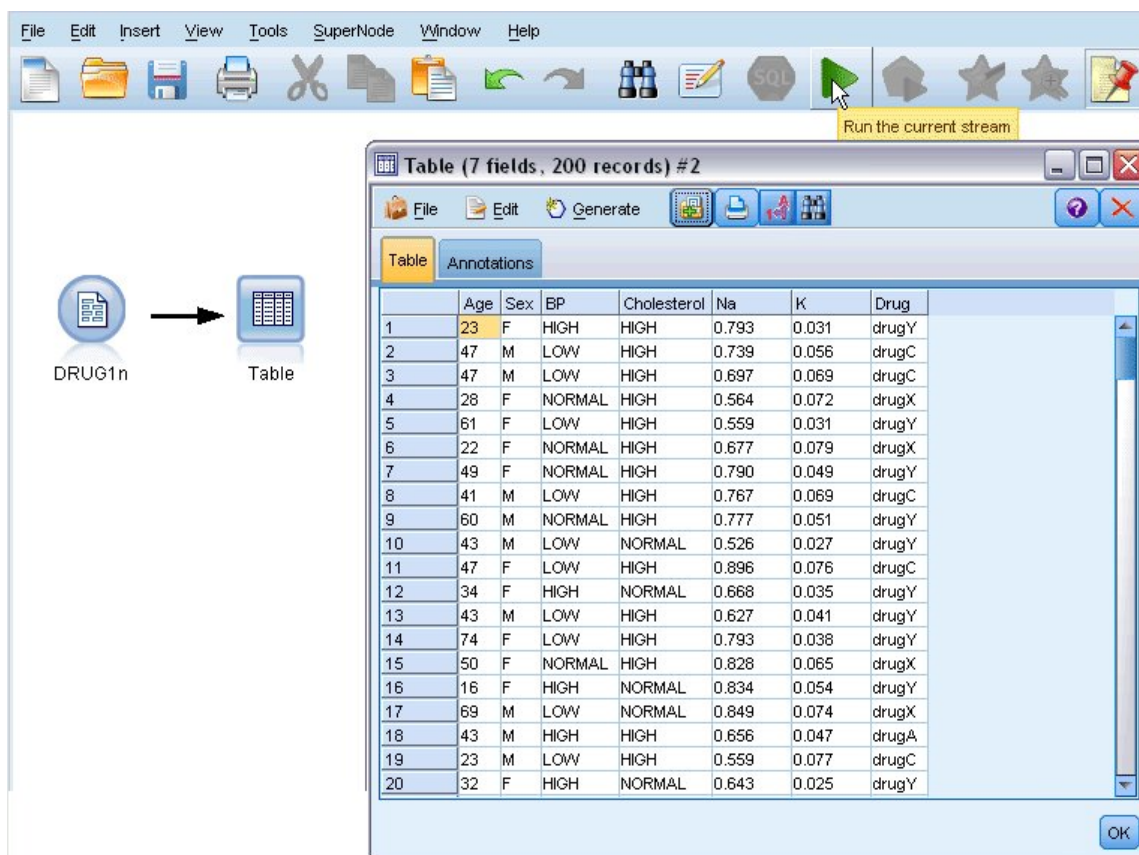 File Edit Insert View Tools SuperNode Window Help
SQL
Run the current stream
Table (7 fields, 200 records) #2
File Edit Generate
Table Annotations
Age Sex BP Cholesterol Na K Drug
1 23 F HIGH HIGH 0.793 0.031 drugY
2 47 M LOW HIGH 0.739 0.056 drugC
3 47 M LOW HIGH 0.697 0.069 drugC
4 28 F NORMAL HIGH 0.564 0.072 drugX
5 61 F LOW HIGH 0.559 0.031 drugY
6 22 F NORMAL HIGH 0.677 0.079 drugX
7 49 F NORMAL HIGH 0.790 0.049 drugY
8 41 M LOW HIGH 0.767 0.069 drugC
9 60 M NORMAL HIGH 0.777 0.051 drugY
10 43 M LOW NORMAL 0.526 0.027 drugY
11 47 F LOW HIGH 0.896 0.076 drugC
12 34 F HIGH NORMAL 0.668 0.035 drugY
13 43 M LOW HIGH 0.627 0.041 drugY
14 74 F LOW HIGH 0.793 0.038 drugY
15 50 F NORMAL HIGH 0.828 0.065 drugX
16 16 F HIGH NORMAL 0.834 0.054 drugY
17 69 M LOW NORMAL 0.849 0.074 drugX
18 43 M HIGH HIGH 0.656 0.047 drugA
19 23 M LOW HIGH 0.559 0.077 drugC
20 32 F HIGH NORMAL 0.643 0.025 drugY
DRUG1n Table
OK